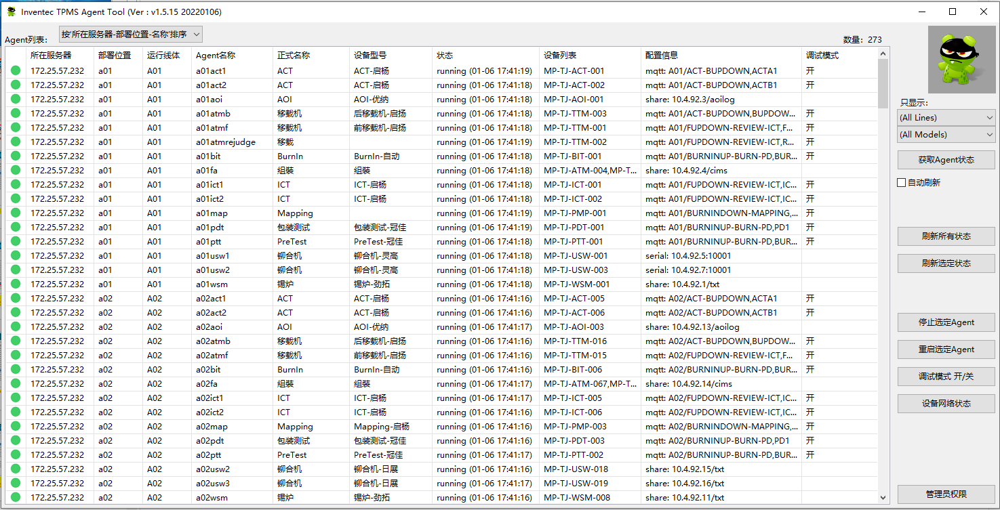 Inventec TPMS Agent Tool (Ver : v1.5.15 20220106)
Agent列表： 按'所在服务器-部署位置-名称'排序 数量： 273
所在服务器 部署位置 运行线体 Agent名称 正式名称 设备型号 状态 设备列表 配置信息 调试模式
172.25.57.232 a01 A01 a01act1 ACT ACT-启杨 running (01-06 17:41:19) MP-TJ-ACT-001 mqtt: A01/ACT-BUPDOWN,ACTA1 开
172.25.57.232 a01 A01 a01act2 ACT ACT-启杨 running (01-06 17:41:18) MP-TJ-ACT-002 mqtt: A01/ACT-BUPDOWN,ACTB1 开
172.25.57.232 a01 A01 a01aoi AOI AOI-优纳 running (01-06 17:41:18) MP-TJ-AOI-001 share: 10.4.92.3/aoilog
172.25.57.232 a01 A01 a01atmb 移载机 后移载机-启扬 running (01-06 17:41:18) MP-TJ-TTM-003 mqtt: A01/ACT-BUPDOWN,BUPDOW... 开
172.25.57.232 a01 A01 a01atmf 移载机 前移载机-启扬 running (01-06 17:41:18) MP-TJ-TTM-001 mqtt: A01/FUPDOWN-REVIEW-ICT,F... 开
172.25.57.232 a01 A01 a01atmrejudge 移载 running (01-06 17:41:19) MP-TJ-TTM-002 mqtt: A01/FUPDOWN-REVIEW-ICT,R... 开
172.25.57.232 a01 A01 a01bit BurnIn BurnIn-自动 running (01-06 17:41:18) MP-TJ-BIT-001 mqtt: A01/BURNINUP-BURN-PD,BUR... 开
172.25.57.232 a01 A01 a01fa 组装 组装 running (01-06 17:41:18) MP-TJ-ATM-004,MP-T... share: 10.4.92.4/cims
172.25.57.232 a01 A01 a01ict1 ICT ICT-启杨 running (01-06 17:41:18) MP-TJ-ICT-001 mqtt: A01/FUPDOWN-REVIEW-ICT,IC... 开
172.25.57.232 a01 A01 a01ict2 ICT ICT-启杨 running (01-06 17:41:18) MP-TJ-ICT-002 mqtt: A01/FUPDOWN-REVIEW-ICT,IC... 开
172.25.57.232 a01 A01 a01map Mapping running (01-06 17:41:19) MP-TJ-PMP-001 mqtt: A01/BURNINDOWN-MAPPING,... 开
172.25.57.232 a01 A01 a01pdt 包装测试 包装测试-冠佳 running (01-06 17:41:19) MP-TJ-PDT-001 mqtt: A01/BURNINUP-BURN-PD,PD1 开
172.25.57.232 a01 A01 a01ptt PreTest PreTest-冠佳 running (01-06 17:41:18) MP-TJ-PTT-001 mqtt: A01/BURNINUP-BURN-PD,BUR... 开
172.25.57.232 a01 A01 a01usw1 铆合机 铆合机-灵高 running (01-06 17:41:18) MP-TJ-USW-001 serial: 10.4.92.5:10001
172.25.57.232 a01 A01 a01usw2 铆合机 铆合机-灵高 running (01-06 17:41:18) MP-TJ-USW-003 serial: 10.4.92.7:10001
172.25.57.232 a01 A01 a01wsm 锡炉 锡炉-劲拓 running (01-06 17:41:18) MP-TJ-WSM-001 share: 10.4.92.1/txt
172.25.57.232 a02 A02 a02act1 ACT ACT-启杨 running (01-06 17:41:16) MP-TJ-ACT-005 mqtt: A02/ACT-BUPDOWN,ACTA1 开
172.25.57.232 a02 A02 a02act2 ACT ACT-启杨 running (01-06 17:41:16) MP-TJ-ACT-006 mqtt: A02/ACT-BUPDOWN,ACTB1 开
172.25.57.232 a02 A02 a02aoi AOI AOI-优纳 running (01-06 17:41:17) MP-TJ-AOI-003 share: 10.4.92.13/aoilog
172.25.57.232 a02 A02 a02atmb 移载机 后移载机-启扬 running (01-06 17:41:16) MP-TJ-TTM-016 mqtt: A02/ACT-BUPDOWN,BUPDOW... 开
172.25.57.232 a02 A02 a02atmf 移载机 前移载机-启扬 running (01-06 17:41:16) MP-TJ-TTM-015 mqtt: A02/FUPDOWN-REVIEW-ICT,F... 开
172.25.57.232 a02 A02 a02bit BurnIn BurnIn-自动 running (01-06 17:41:16) MP-TJ-BIT-006 mqtt: A02/BURNINUP-BURN-PD,BUR... 开
172.25.57.232 a02 A02 a02fa 组装 组装 running (01-06 17:41:17) MP-TJ-ATM-067,MP-T... share: 10.4.92.14/cims
172.25.57.232 a02 A02 a02ict1 ICT ICT-启杨 running (01-06 17:41:17) MP-TJ-ICT-005 mqtt: A02/FUPDOWN-REVIEW-ICT,IC... 开
172.25.57.232 a02 A02 a02ict2 ICT ICT-启杨 running (01-06 17:41:16) MP-TJ-ICT-006 mqtt: A02/FUPDOWN-REVIEW-ICT,IC... 开
172.25.57.232 a02 A02 a02map Mapping Mapping-启杨 running (01-06 17:41:16) MP-TJ-PMP-003 mqtt: A02/BURNINDOWN-MAPPING,... 开
172.25.57.232 a02 A02 a02pdt 包装测试 包装测试-冠佳 running (01-06 17:41:16) MP-TJ-PDT-003 mqtt: A02/BURNINUP-BURN-PD,PD1 开
172.25.57.232 a02 A02 a02ptt PreTest PreTest-冠佳 running (01-06 17:41:16) MP-TJ-PTT-002 mqtt: A02/BURNINUP-BURN-PD,BUR... 开
172.25.57.232 a02 A02 a02usw2 铆合机 铆合机-日展 running (01-06 17:41:16) MP-TJ-USW-018 share: 10.4.92.15/txt
172.25.57.232 a02 A02 a02usw3 铆合机 铆合机-日展 running (01-06 17:41:17) MP-TJ-USW-019 share: 10.4.92.16/txt
172.25.57.232 a02 A02 a02wsm 锡炉 锡炉-劲拓 running (01-06 17:41:16) MP-TJ-WSM-008 share: 10.4.92.11/txt
只显示：
(All Lines)
(All Models)
获取Agent状态
自动刷新
刷新所有状态
刷新选定状态
停止选定Agent
重启选定Agent
调试模式 开/关
设备网络状态
管理员权限